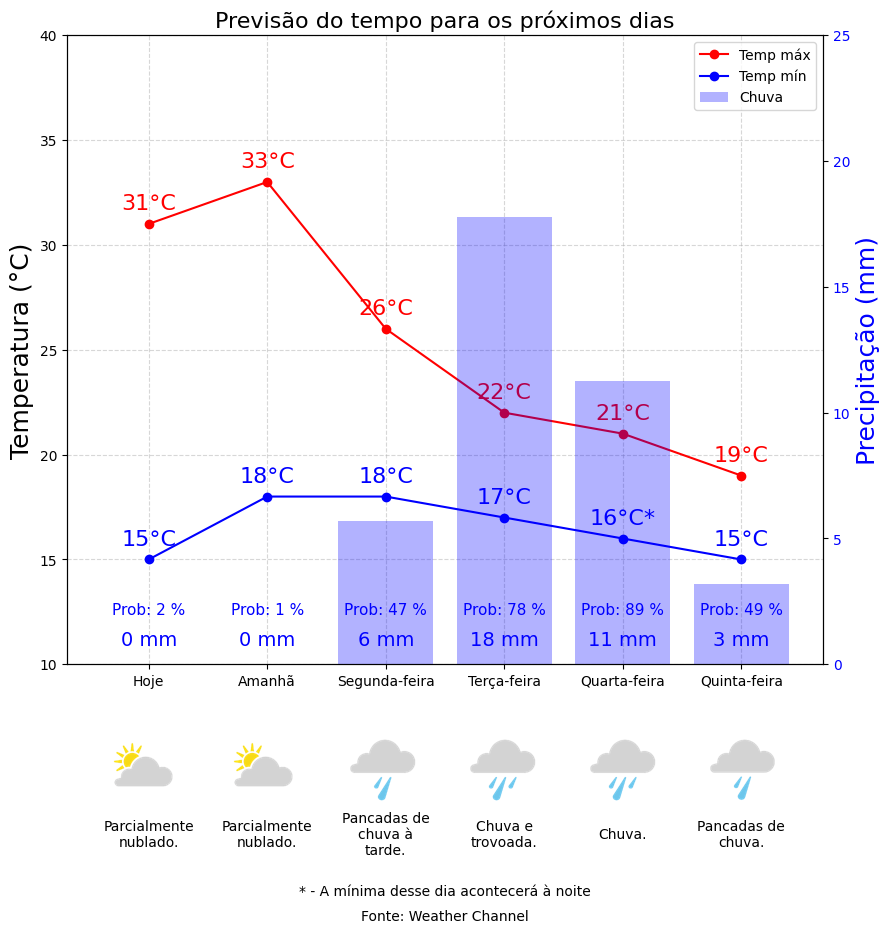 Previsão do tempo para os próximos dias
40
35
30
25
20
15
10
Temperatura (°C)
25
20
15
10
5
0
Precipitação (mm)
Temp máx
Temp mín
Chuva
31°C
33°C
26°C
22°C
21°C
19°C
15°C
18°C
18°C
17°C
16°C*
15°C
Prob: 2 %
Prob: 1 %
Prob: 47 %
Prob: 78 %
Prob: 89 %
Prob: 49 %
0 mm
0 mm
6 mm
18 mm
11 mm
3 mm
Hoje
Amanhã
Segunda-feira
Terça-feira
Quarta-feira
Quinta-feira
Parcialmente
nublado.
Parcialmente
nublado.
Pancadas de
chuva à
tarde.
Chuva e
trovoada.
Chuva.
Pancadas de
chuva.
* - A mínima desse dia acontecerá à noite
Fonte: Weather Channel